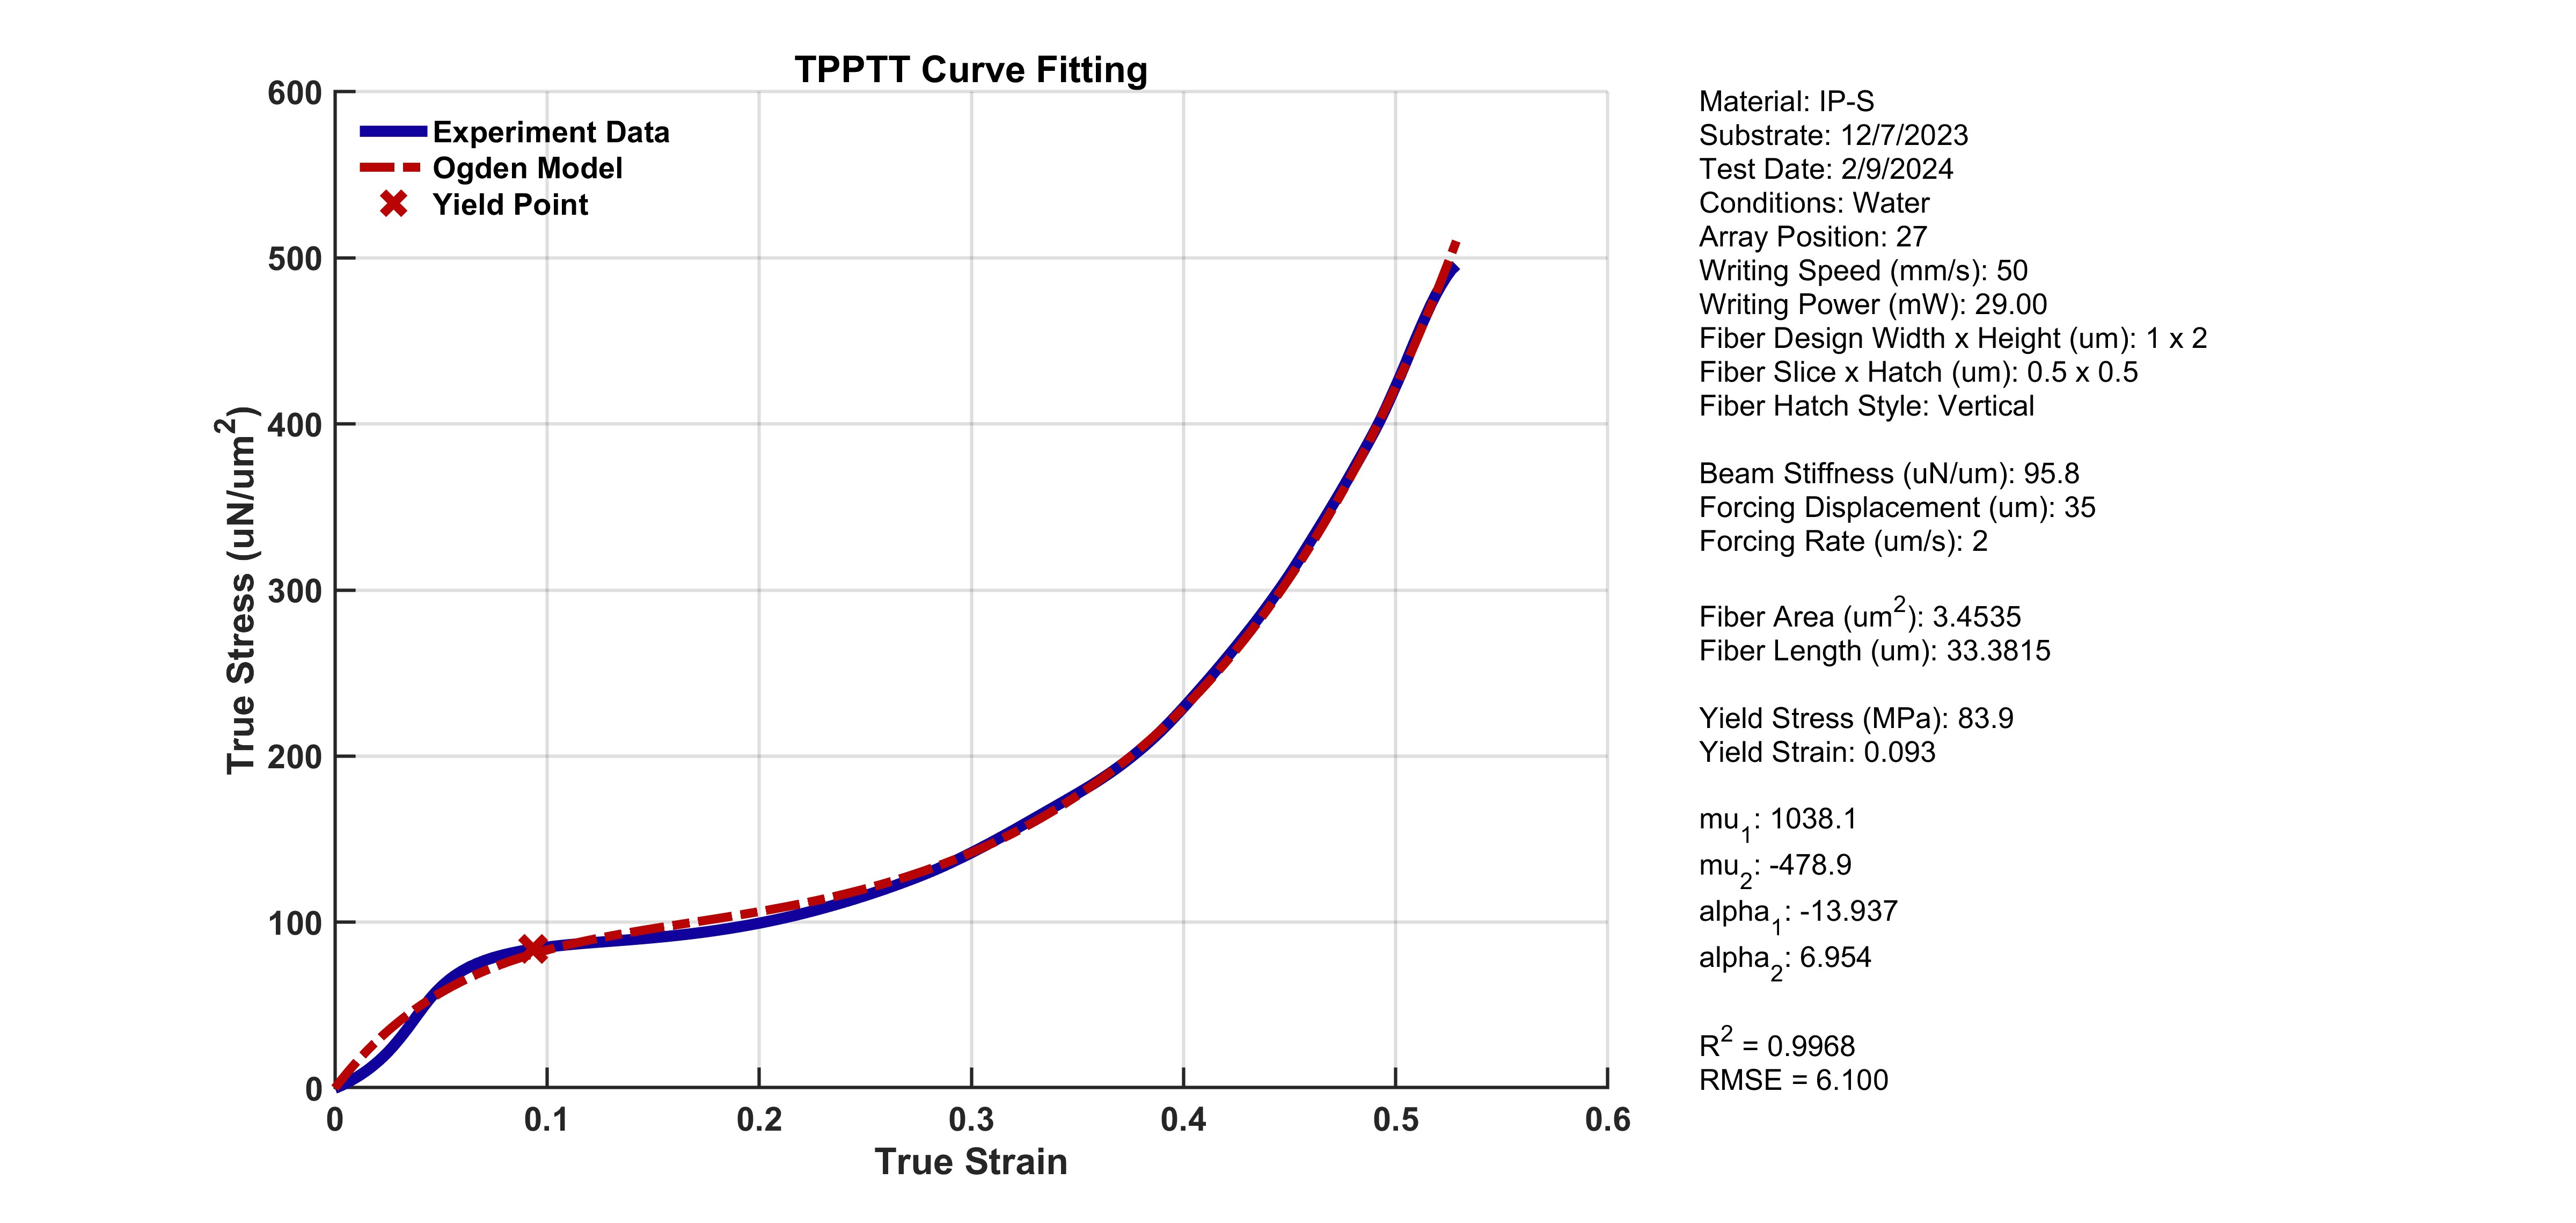 TPPTT Curve Fitting
600
500
400
300
200
100
0
True Stress (uN/um²)
Experiment Data
Ogden Model
Yield Point
0 0.1 0.2 0.3 0.4 0.5 0.6
True Strain
Material: IP-S
Substrate: 12/7/2023
Test Date: 2/9/2024
Conditions: Water
Array Position: 27
Writing Speed (mm/s): 50
Writing Power (mW): 29.00
Fiber Design Width x Height (um): 1 x 2
Fiber Slice x Hatch (um): 0.5 x 0.5
Fiber Hatch Style: Vertical
Beam Stiffness (uN/um): 95.8
Forcing Displacement (um): 35
Forcing Rate (um/s): 2
Fiber Area (um²): 3.4535
Fiber Length (um): 33.3815
Yield Stress (MPa): 83.9
Yield Strain: 0.093
mu₁: 1038.1
mu₂: -478.9
alpha₁: -13.937
alpha₂: 6.954
R² = 0.9968
RMSE = 6.100